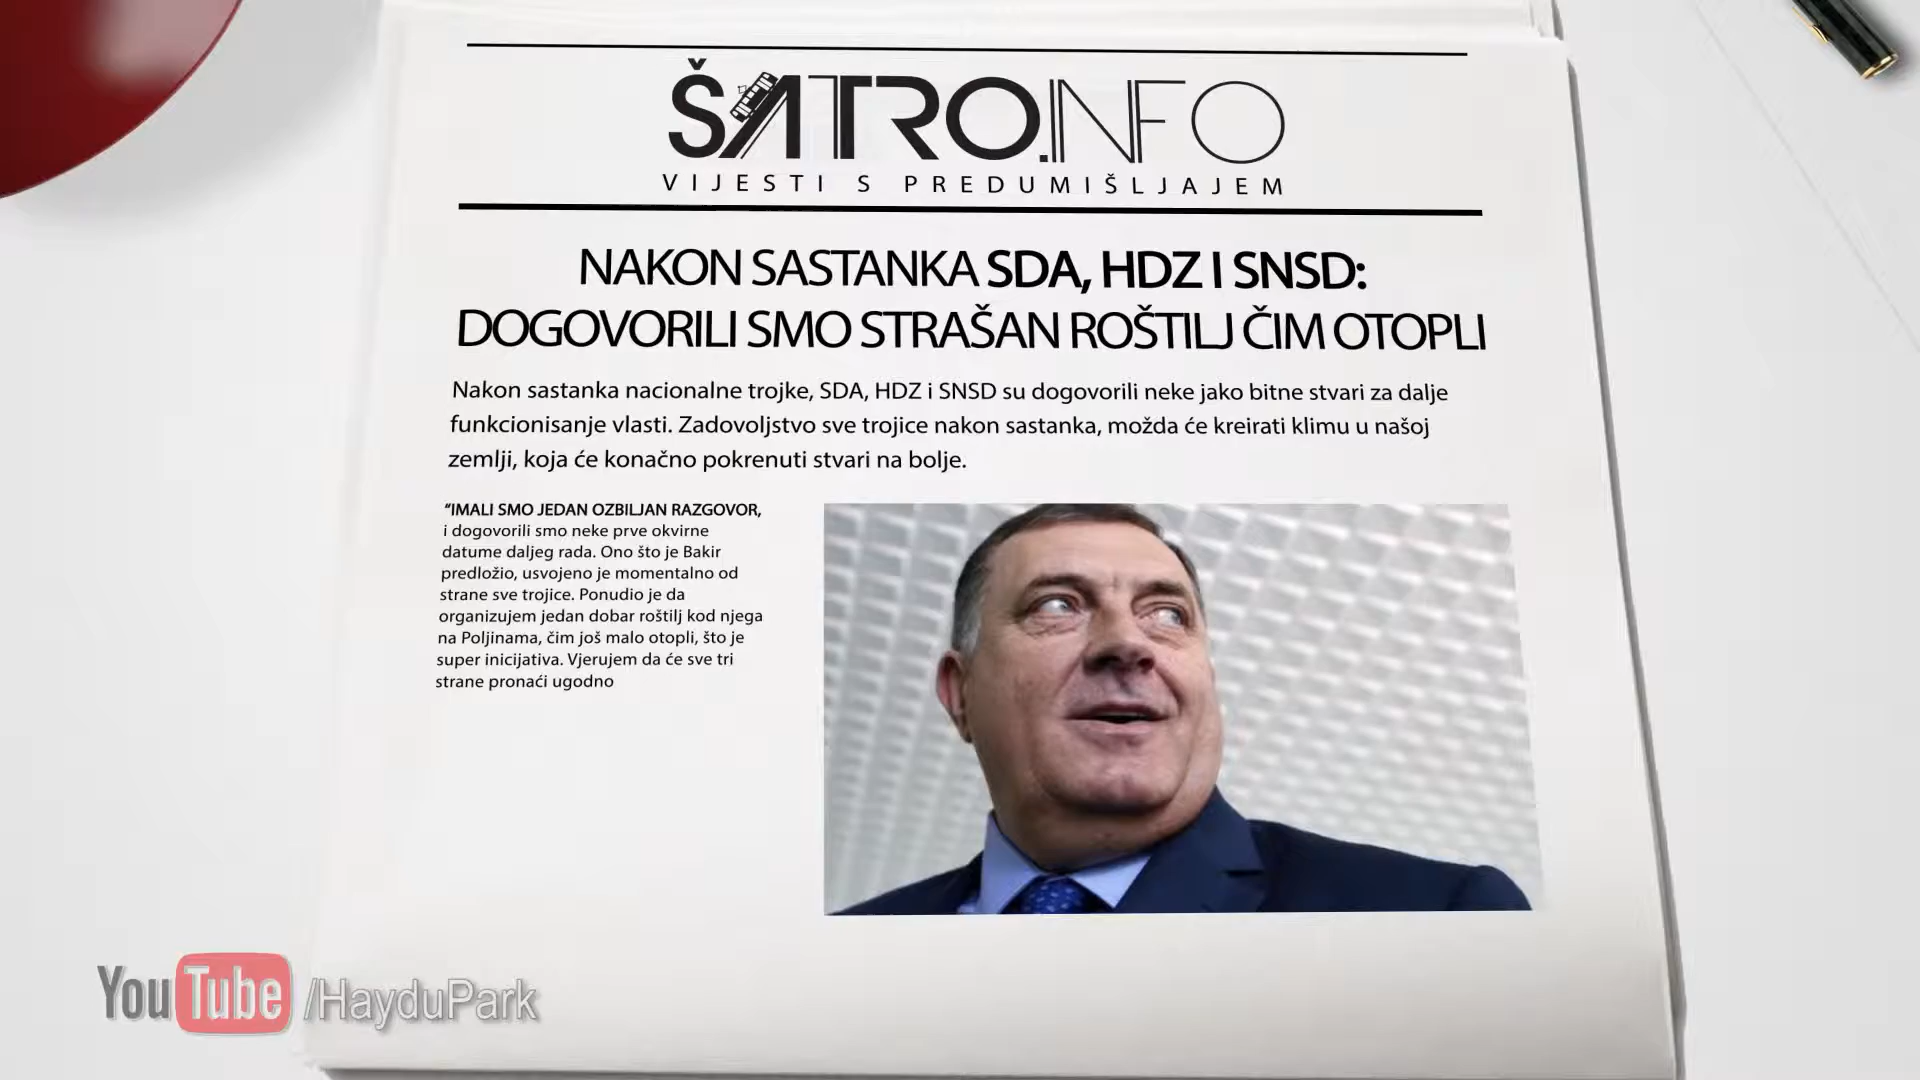 ŠATRO.INFO
VIJESTI S PREDUMIŠLJAJEM
NAKON SASTANKA SDA, HDZ I SNSD:
DOGOVORILI SMO STRAŠAN ROŠTILJ ČIM OTOPLI
Nakon sastanka nacionalne trojke, SDA, HDZ i SNSD su dogovorili neke jako bitne stvari za dalje
funkcionisanje vlasti. Zadovoljstvo sve trojice nakon sastanka, možda će kreirati klimu u našoj
zemlji, koja će konačno pokrenuti stvari na bolje.
"IMALI SMO JEDAN OZBILJAN RAZGOVOR,
i dogovorili smo neke prve okvirne
datume daljeg rada. Ono što je Bakir
predložio, usvojeno je momentalno od
strane sve trojice. Ponudio je da
organizujem jedan dobar roštilj kod njega
na Poljinama, čim još malo otopli, što je
super inicijativa. Vjerujem da će sve tri
strane pronaći ugodno
YouTube /HayduPark